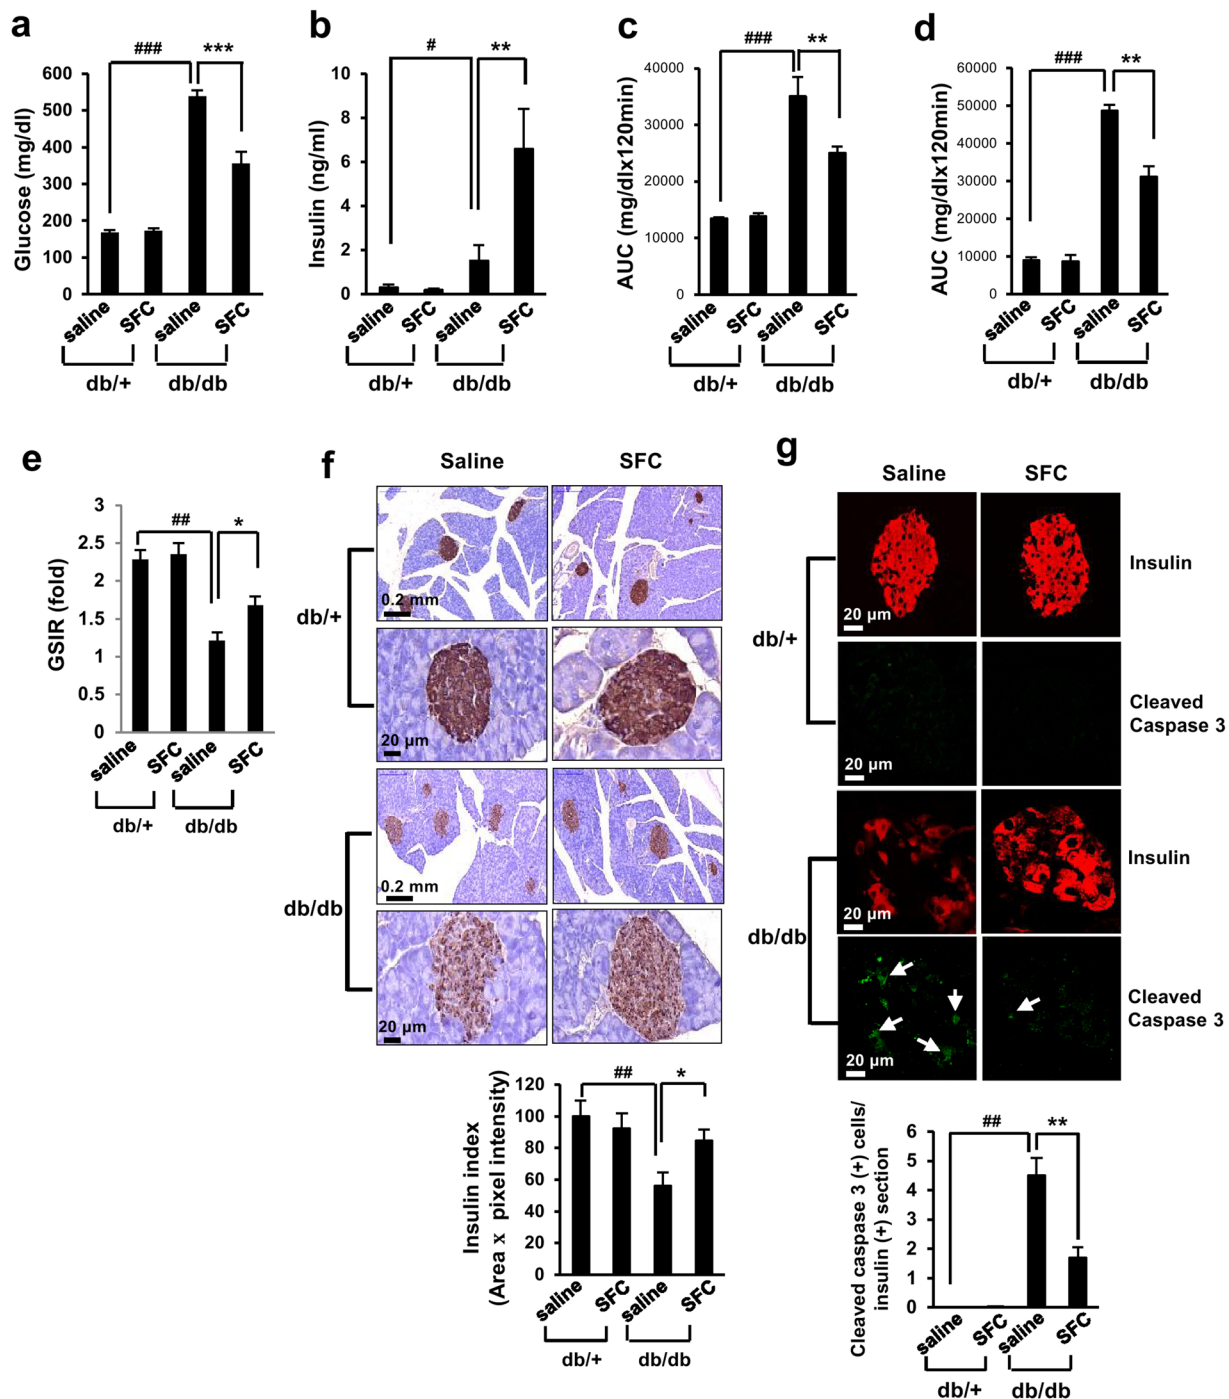 a
###
***
Glucose (mg/dl)
700
600
500
400
300
200
100
0
saline
SFC
saline
SFC
db/+
db/db
b
#
**
Insulin (ng/ml)
10
8
6
4
2
0
saline
SFC
saline
SFC
db/+
db/db
c
###
**
AUC (mg/dlx120min)
40000
30000
20000
10000
0
saline
SFC
saline
SFC
db/+
db/db
d
###
**
AUC (mg/dlx120min)
60000
50000
40000
30000
20000
10000
0
saline
SFC
saline
SFC
db/+
db/db
e
##
*
GSIR (fold)
3
2.5
2
1.5
1
0.5
0
saline
SFC
saline
SFC
db/+
db/db
f
Saline
SFC
db/+
0.2 mm
20 µm
db/db
0.2 mm
20 µm
##
*
Insulin index
(Area x pixel intensity)
120
100
80
60
40
20
0
saline
SFC
saline
SFC
db/+
db/db
g
Saline
SFC
db/+
20 µm
Insulin
20 µm
Cleaved
Caspase 3
db/db
20 µm
Insulin
20 µm
Cleaved
Caspase 3
##
**
Cleaved caspase 3 (+) cells/
insulin (+) section
6
5
4
3
2
1
0
saline
SFC
saline
SFC
db/+
db/db